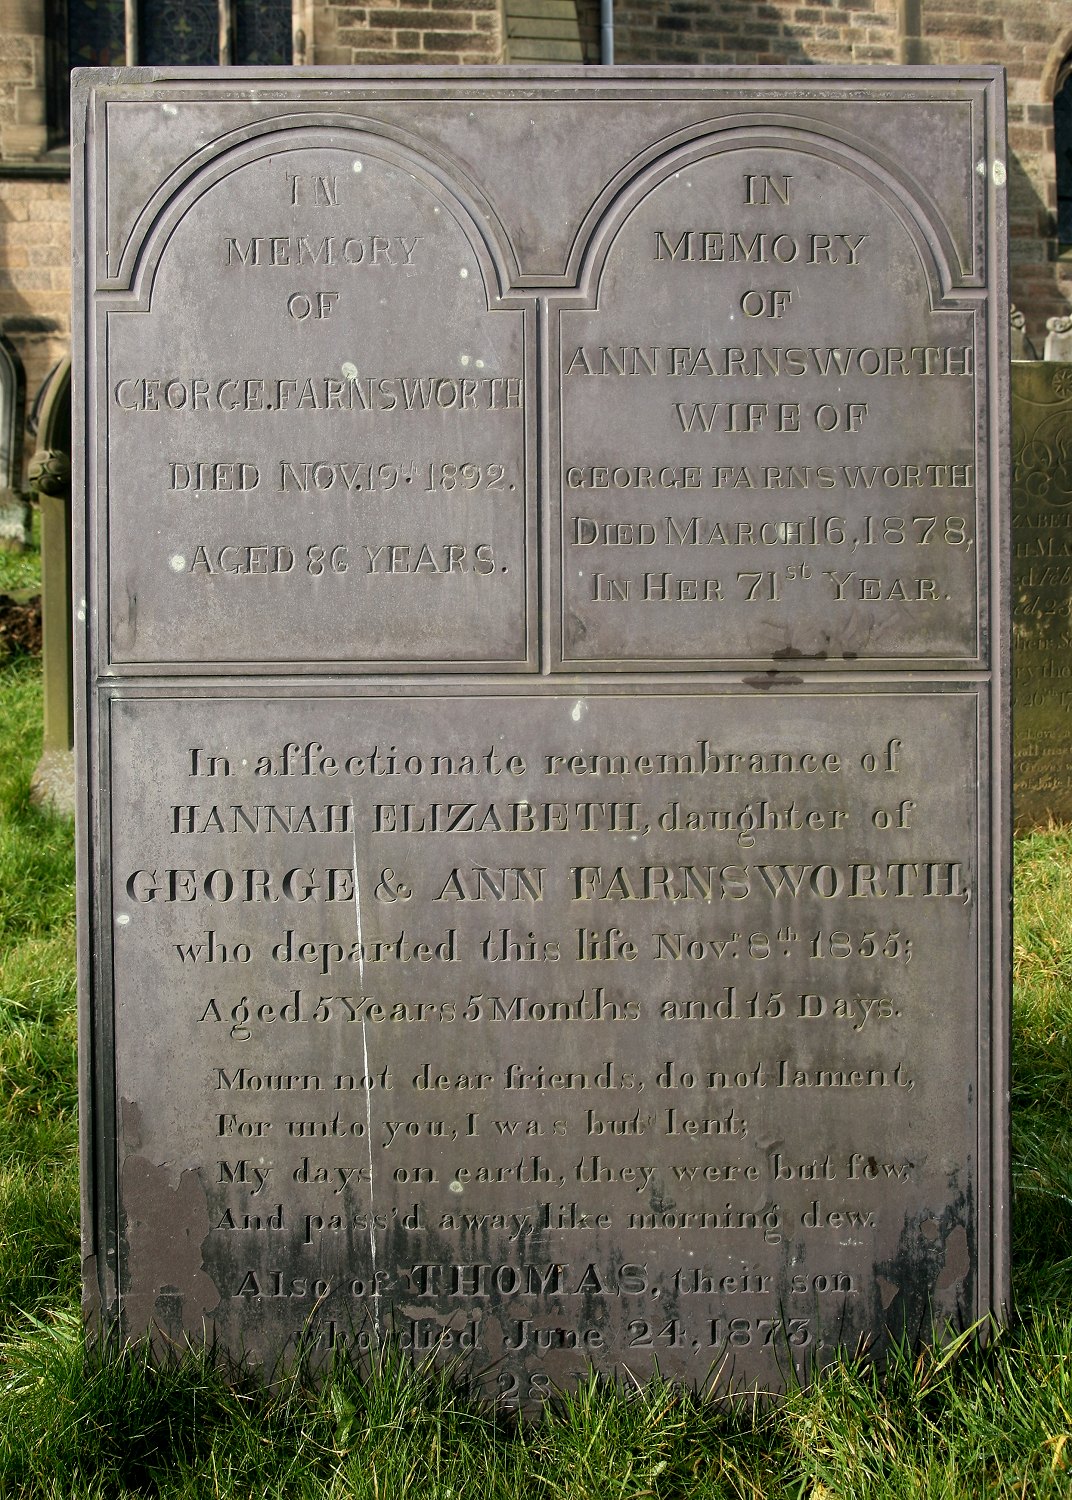 IN
MEMORY
OF
GEORGE.FARNSWORTH
DIED NOV.19th. 1892.
AGED 86 YEARS.
IN
MEMORY
OF
ANN FARNSWORTH
WIFE OF
GEORGE FARNSWORTH
DIED MARCH 16, 1878,
IN HER 71st YEAR.
In affectionate remembrance of
HANNAH ELIZABETH, daughter of
GEORGE & ANN FARNSWORTH,
who departed this life Novr. 8th. 1855;
Aged 5 Years 5 Months and 15 Days.
Mourn not dear friends, do not lament,
For unto you, I was but lent;
My days on earth, they were but few,
And pass'd away, like morning dew.
Also of THOMAS, their son
who died June 24, 1873,
28